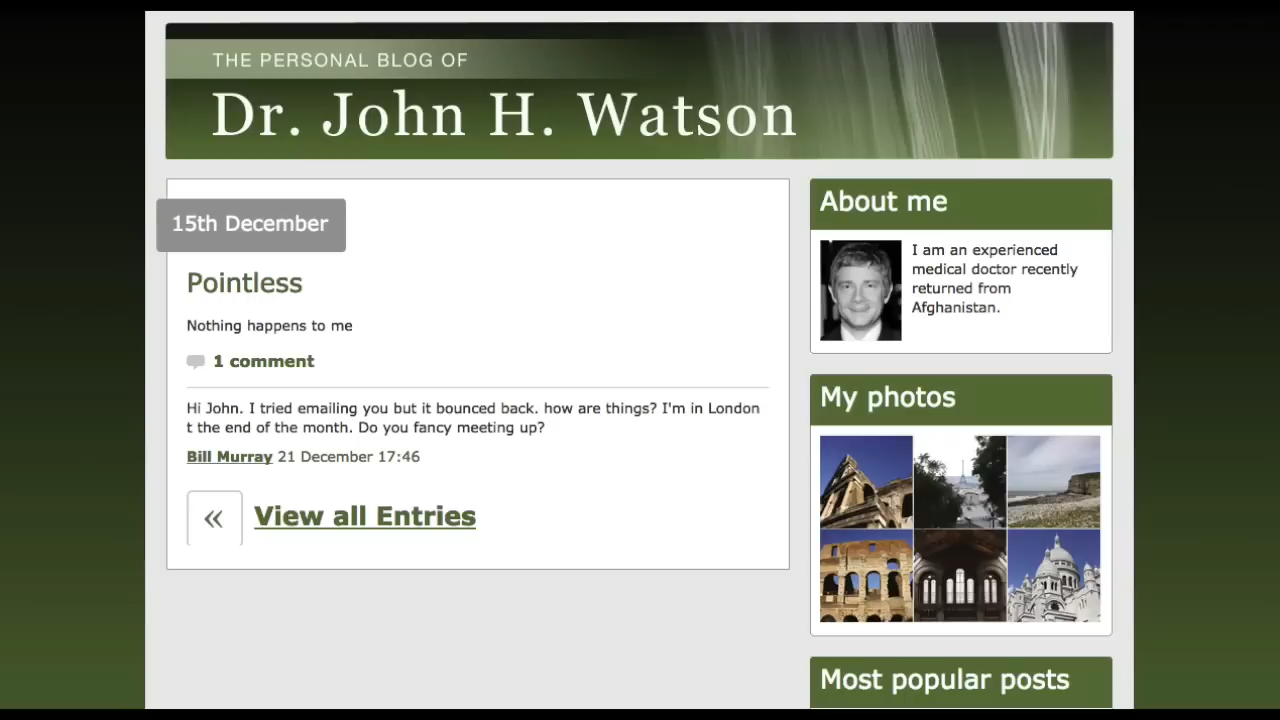 THE PERSONAL BLOG OF
Dr. John H. Watson
15th December
Pointless
Nothing happens to me
1 comment
Hi John. I tried emailing you but it bounced back. how are things? I'm in London
t the end of the month. Do you fancy meeting up?
Bill Murray 21 December 17:46
« View all Entries
About me
I am an experienced
medical doctor recently
returned from
Afghanistan.
My photos
Most popular posts